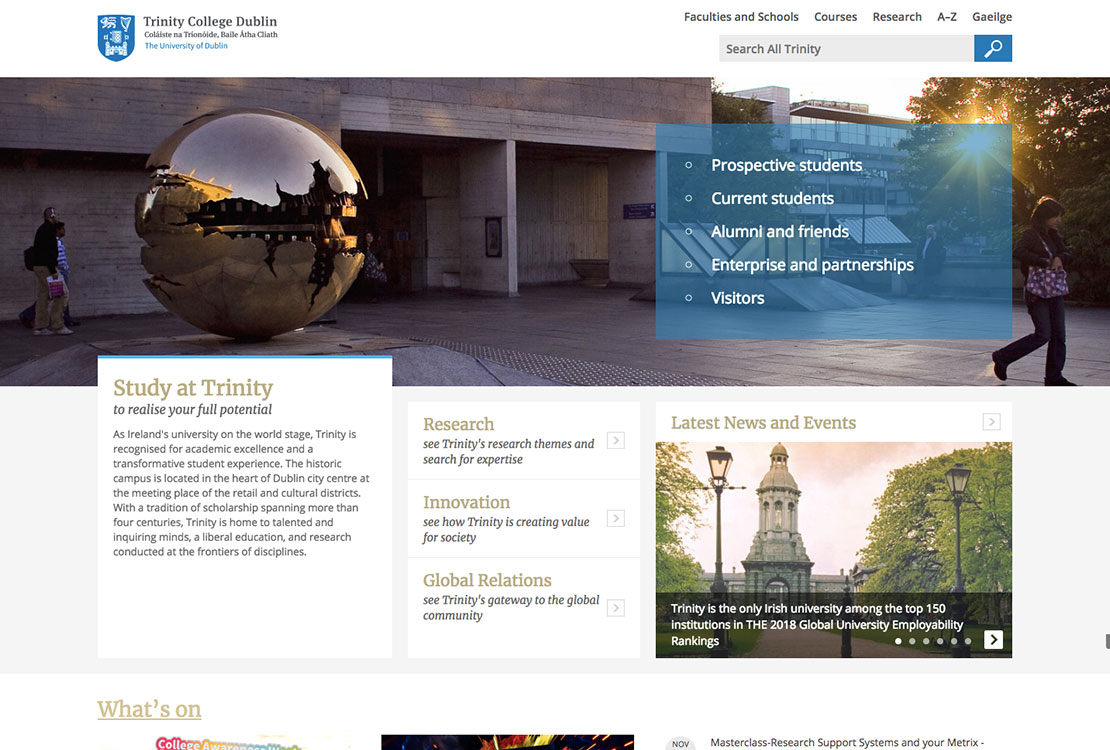 Trinity College Dublin
Coláiste na Tríonóide, Baile Átha Cliath
The University of Dublin
Faculties and Schools
Courses
Research
A–Z
Gaeilge
Search All Trinity
Prospective students
Current students
Alumni and friends
Enterprise and partnerships
Visitors
Study at Trinity
to realise your full potential
As Ireland's university on the world stage, Trinity is
recognised for academic excellence and a
transformative student experience. The historic
campus is located in the heart of Dublin city centre at
the meeting place of the retail and cultural districts.
With a tradition of scholarship spanning more than
four centuries, Trinity is home to talented and
inquiring minds, a liberal education, and research
conducted at the frontiers of disciplines.
Research
see Trinity's research themes and
search for expertise
Innovation
see how Trinity is creating value
for society
Global Relations
see Trinity's gateway to the global
community
Latest News and Events
Trinity is the only Irish university among the top 150
institutions in THE 2018 Global University Employability
Rankings
What's on
College Awareness Week
NOV
Masterclass-Research Support Systems and your Metrix -